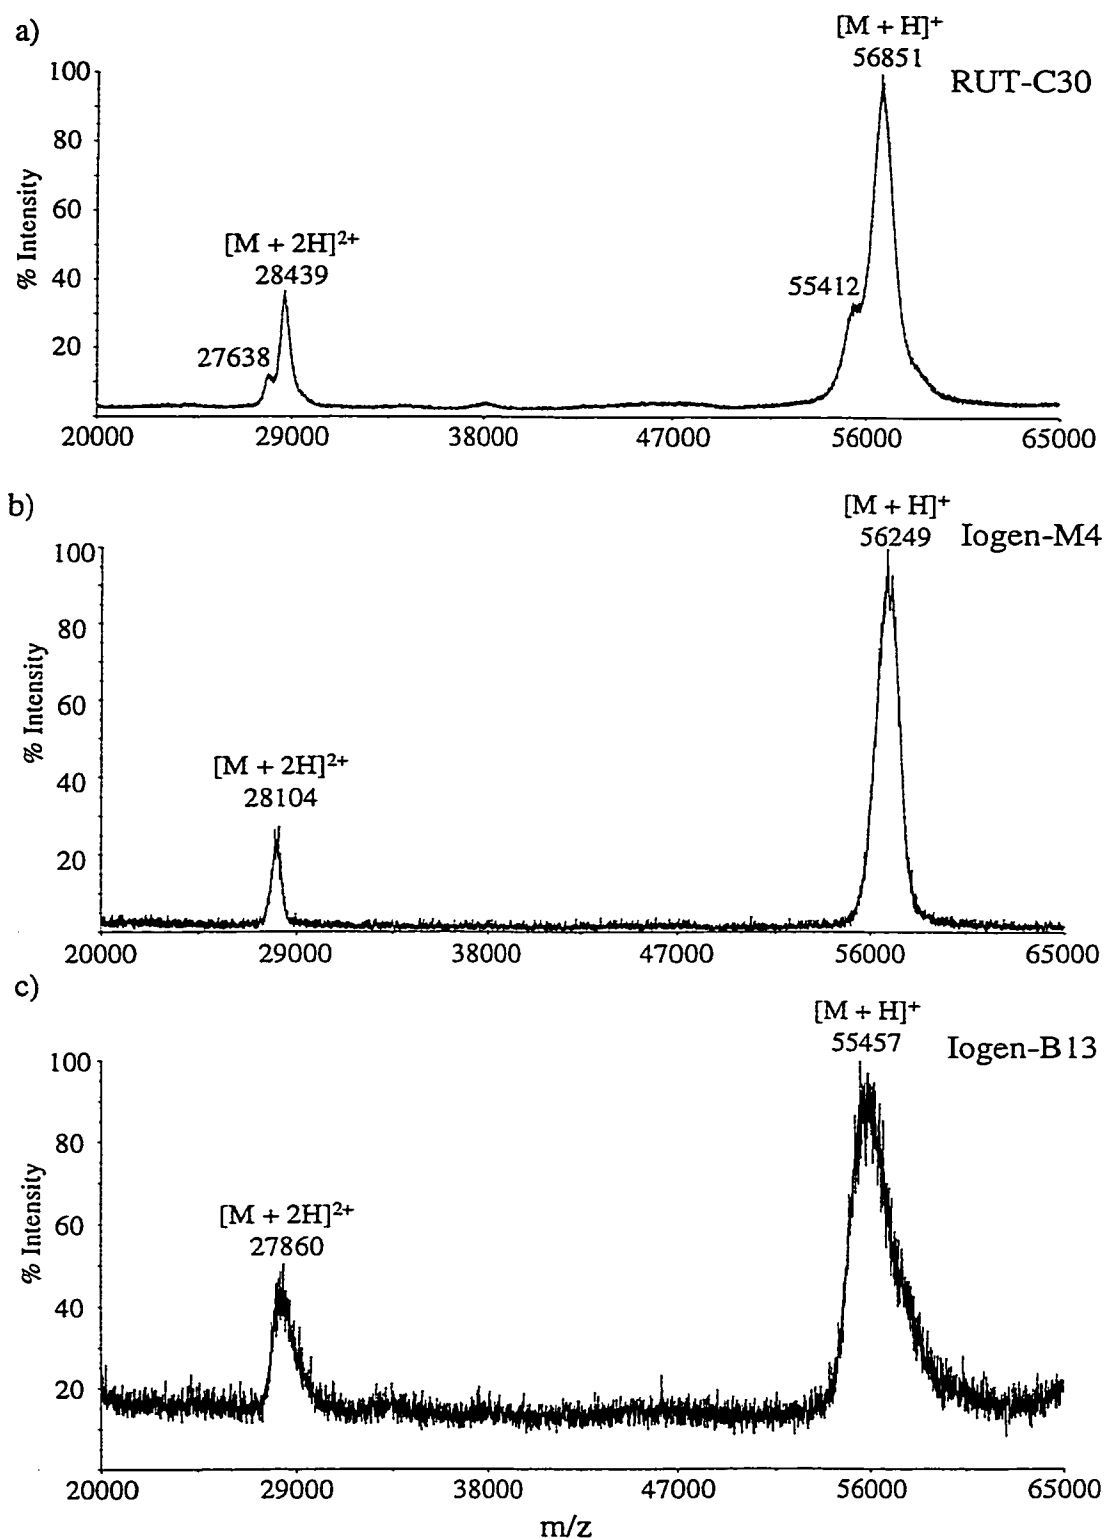 a)
[M + H]⁺
56851
RUT-C30
100
80
60
40
20
% Intensity
[M + 2H]²⁺
28439
27638
55412
20000 29000 38000 47000 56000 65000
b)
[M + H]⁺
56249
Iogen-M4
100
80
60
40
20
% Intensity
[M + 2H]²⁺
28104
20000 29000 38000 47000 56000 65000
c)
[M + H]⁺
55457
Iogen-B13
100
80
60
40
20
% Intensity
[M + 2H]²⁺
27860
20000 29000 38000 47000 56000 65000
m/z